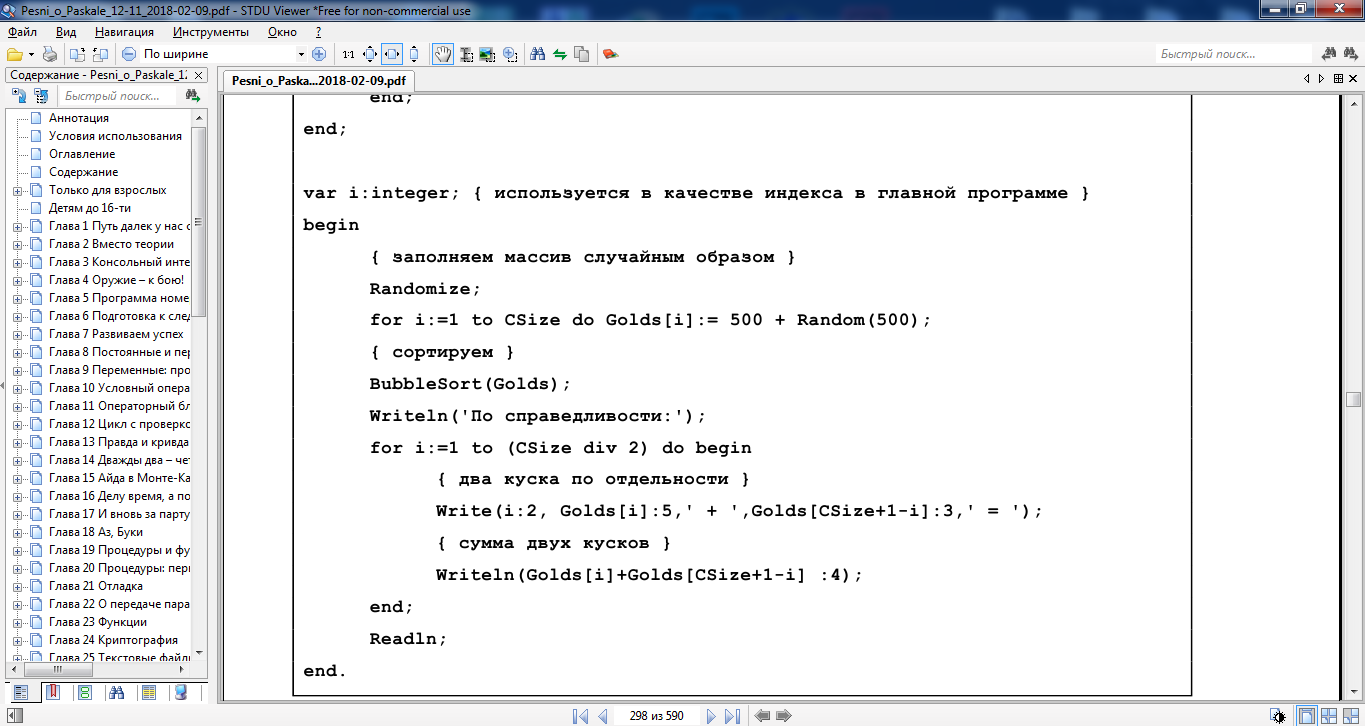 Pesni_o_Paskale_12-11_2018-02-09.pdf - STDU Viewer *Free for non-commercial use
Файл Вид Навигация Инструменты Окно ?
По ширине
1:1
Быстрый поиск...
Содержание - Pesni_o_Paskale_12
Быстрый поиск...
Аннотация
Условия использования
Оглавление
Содержание
Только для взрослых
Детям до 16-ти
Глава 1 Путь далек у нас с
Глава 2 Вместо теории
Глава 3 Консольный инте
Глава 4 Оружие – к бою!
Глава 5 Программа номе
Глава 6 Подготовка к след
Глава 7 Развиваем успех
Глава 8 Постоянные и пер
Глава 9 Переменные: про
Глава 10 Условный опера
Глава 11 Операторный бл
Глава 12 Цикл с проверко
Глава 13 Правда и кривда
Глава 14 Дважды два – чет
Глава 15 Айда в Монте-Ка
Глава 16 Делу время, а по
Глава 17 И вновь за парту
Глава 18 Аз, Буки
Глава 19 Процедуры и фу
Глава 20 Процедуры: пер
Глава 21 Отладка
Глава 22 О передаче пара
Глава 23 Функции
Глава 24 Криптография
Глава 25 Текстовые файл
Pesni_o_Paska...2018-02-09.pdf
end;
end;
var i:integer; { используется в качестве индекса в главной программе }
begin
{ заполняем массив случайным образом }
Randomize;
for i:=1 to CSize do Golds[i]:= 500 + Random(500);
{ сортируем }
BubbleSort(Golds);
Writeln('По справедливости:');
for i:=1 to (CSize div 2) do begin
{ два куска по отдельности }
Write(i:2, Golds[i]:5,' + ',Golds[CSize+1-i]:3,' = ');
{ сумма двух кусков }
Writeln(Golds[i]+Golds[CSize+1-i] :4);
end;
Readln;
end.
298 из 590